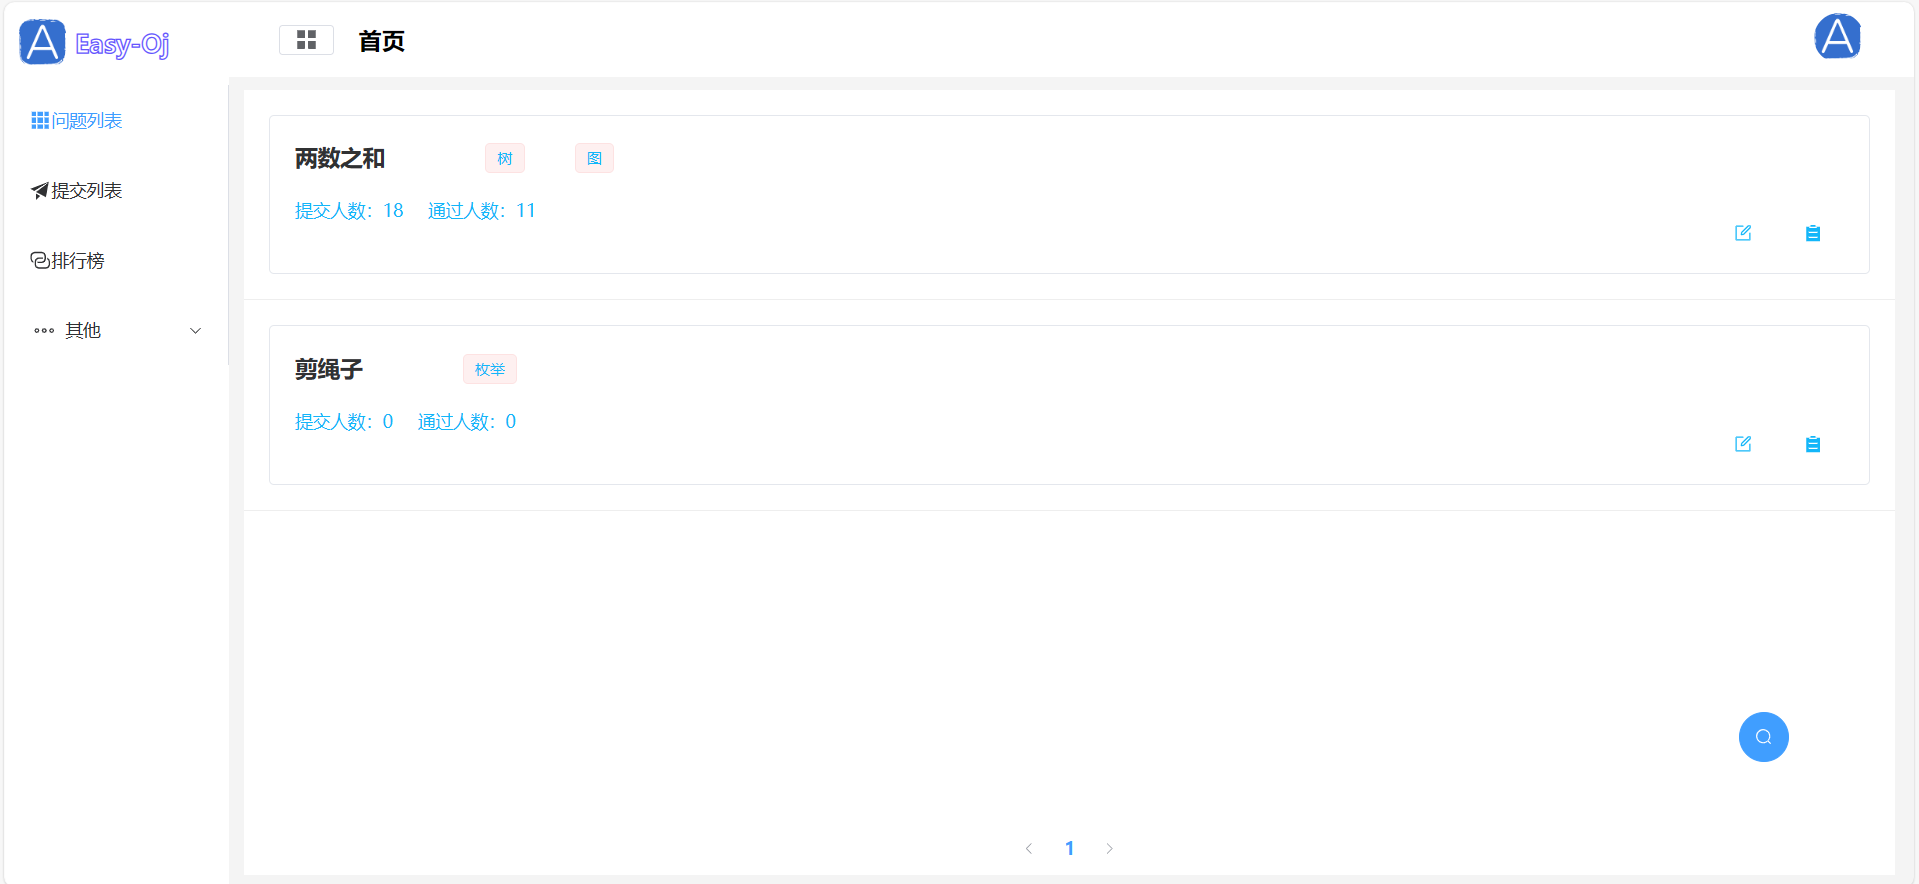 A Easy-Oj
首页
A
问题列表
提交列表
排行榜
其他
两数之和 树 图
提交人数：18 通过人数：11
剪绳子 枚举
提交人数：0 通过人数：0
1